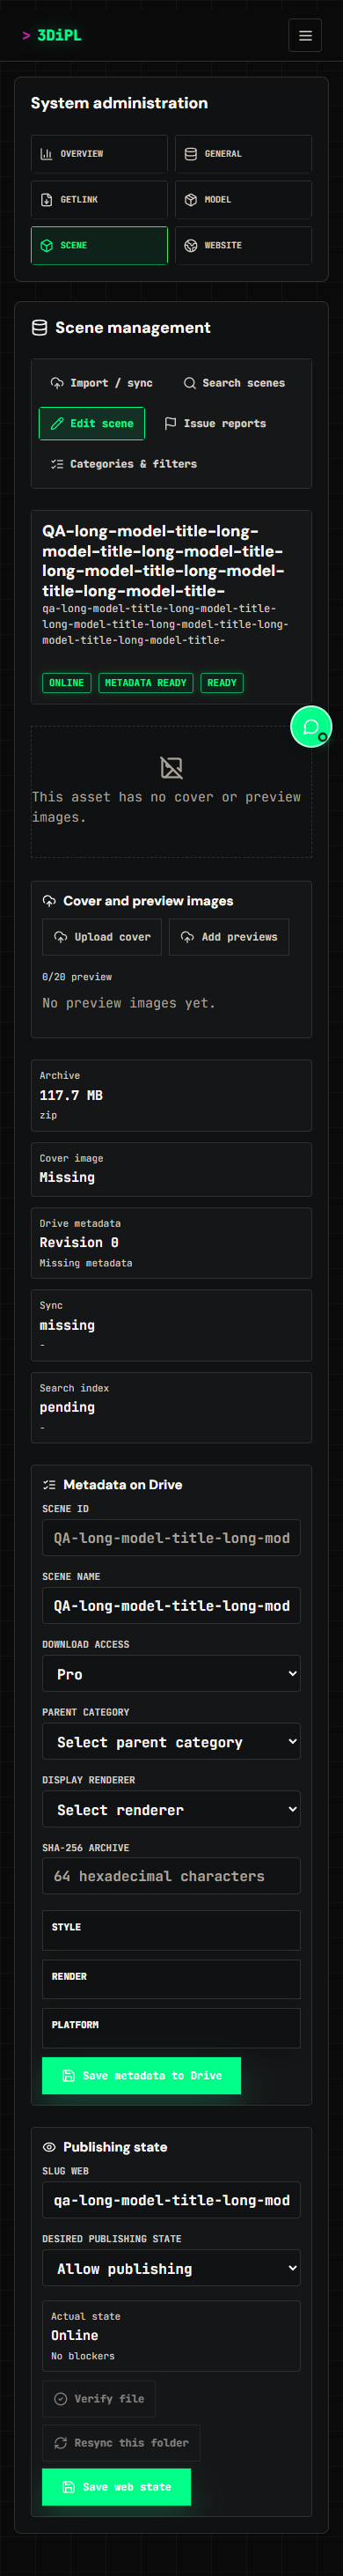 > 3DiPL
System administration
OVERVIEW
GENERAL
GETLINK
MODEL
SCENE
WEBSITE
Scene management
Import / sync
Search scenes
Edit scene
Issue reports
Categories & filters
QA-long-model-title-long-
model-title-long-model-title-
long-model-title-long-model-
title-long-model-title-
qa-long-model-title-long-model-title-
long-model-title-long-model-title-long-
model-title-long-model-title-
ONLINE
METADATA READY
READY
This asset has no cover or preview
images.
Cover and preview images
Upload cover
Add previews
0/20 preview
No preview images yet.
Archive
117.7 MB
zip
Cover image
Missing
Drive metadata
Revision 0
Missing metadata
Sync
missing
-
Search index
pending
-
Metadata on Drive
SCENE ID
QA-long-model-title-long-mod
SCENE NAME
QA-long-model-title-long-mod
DOWNLOAD ACCESS
Pro
PARENT CATEGORY
Select parent category
DISPLAY RENDERER
Select renderer
SHA-256 ARCHIVE
64 hexadecimal characters
STYLE
RENDER
PLATFORM
Save metadata to Drive
Publishing state
SLUG WEB
qa-long-model-title-long-mod
DESIRED PUBLISHING STATE
Allow publishing
Actual state
Online
No blockers
Verify file
Resync this folder
Save web state